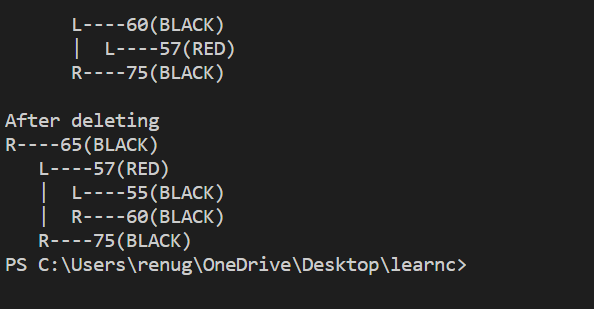 L----60(BLACK)
|  L----57(RED)
R----75(BLACK)
After deleting
R----65(BLACK)
L----57(RED)
|  L----55(BLACK)
|  R----60(BLACK)
R----75(BLACK)
PS C:\Users\renug\OneDrive\Desktop\learnc>